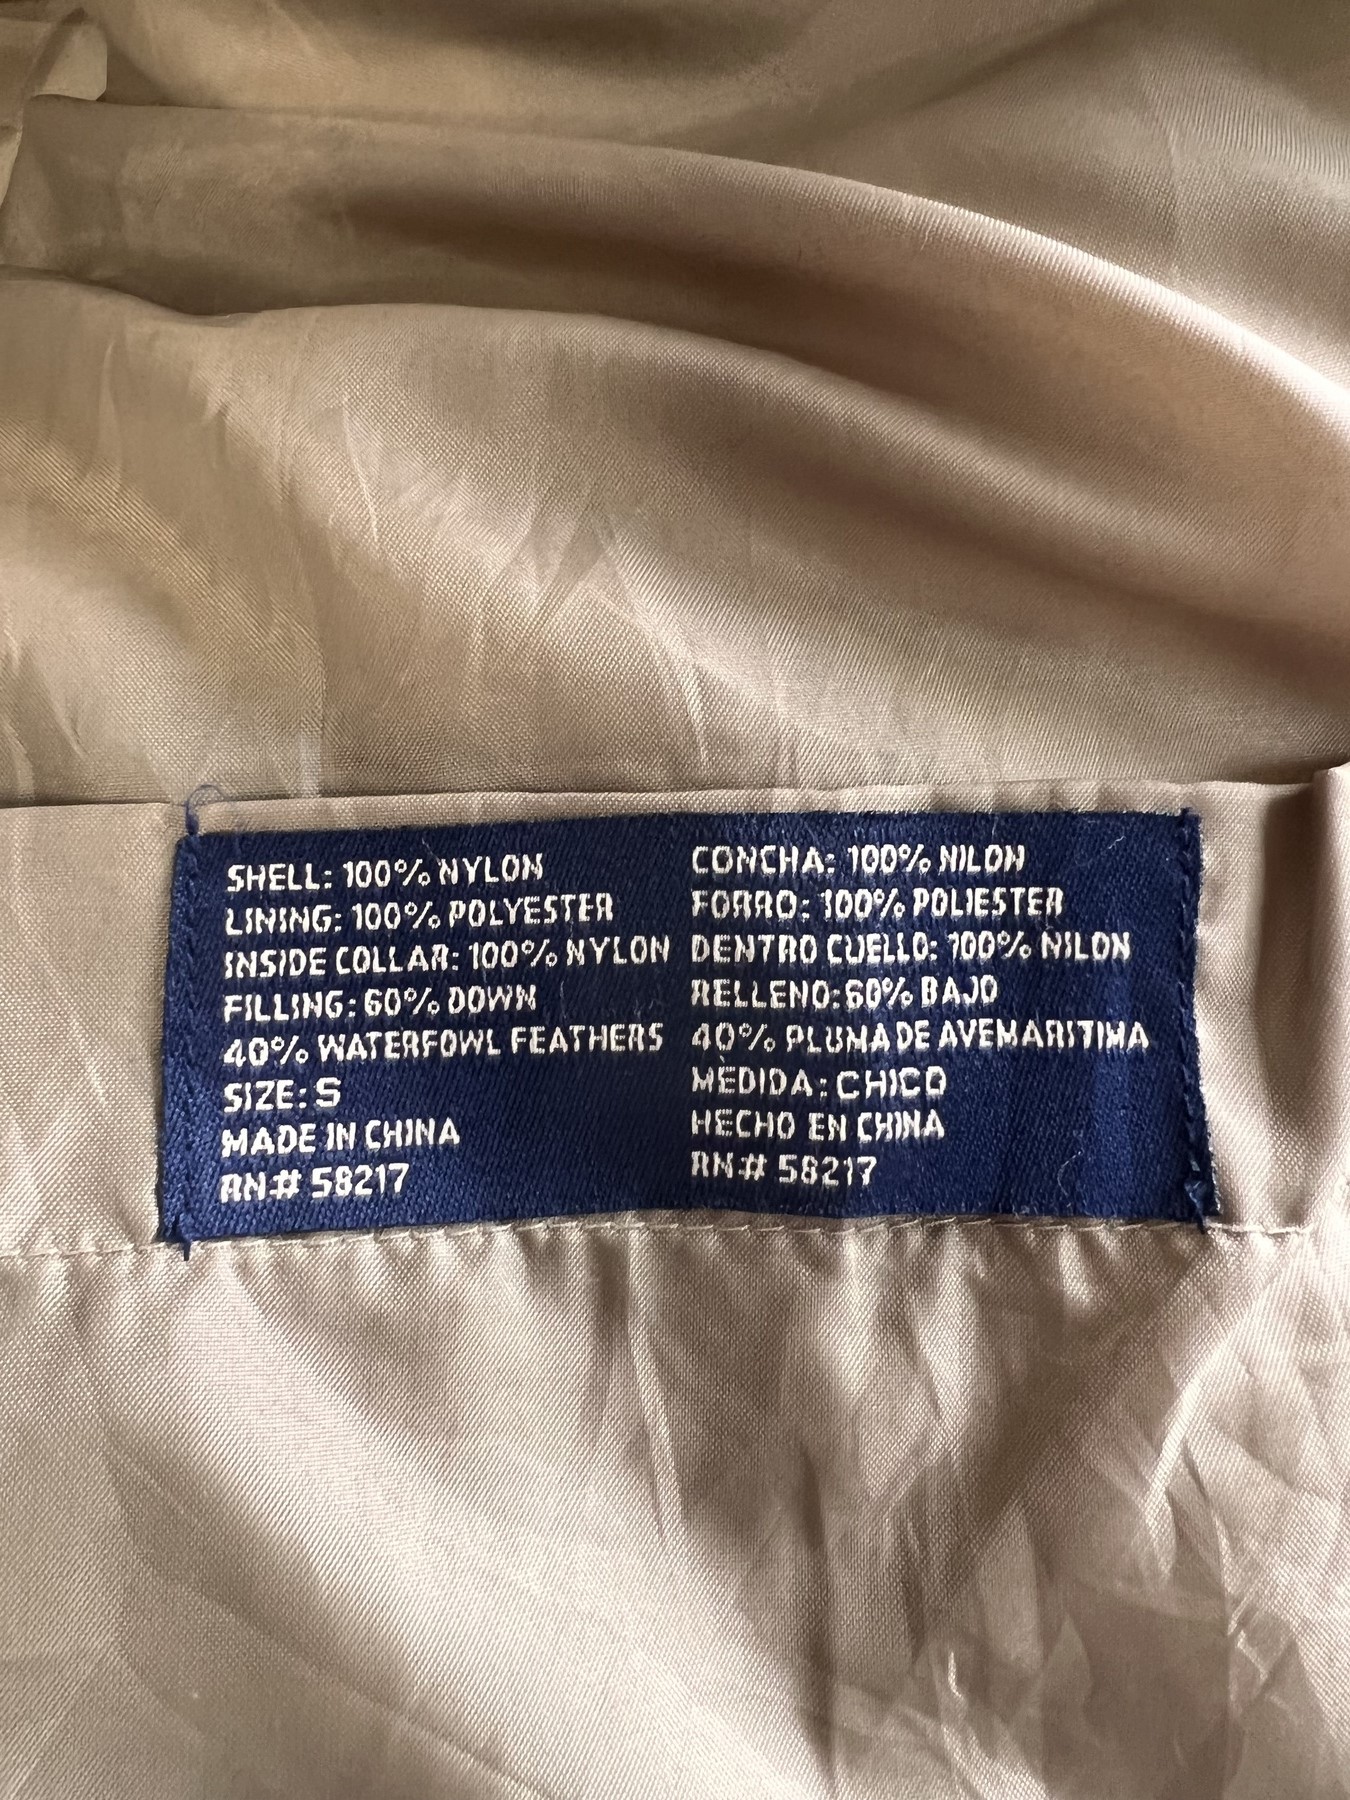 SHELL: 100% NYLON
LINING: 100% POLYESTER
INSIDE COLLAR: 100% NYLON
FILLING: 60% DOWN
40% WATERFOWL FEATHERS
SIZE: S
MADE IN CHINA
RN# 58217
CONCHA: 100% NILON
FORRO: 100% POLIESTER
DENTRO CUELLO: 100% NILON
RELLENO: 60% BAJO
40% PLUMA DE AVEMARITIMA
MEDIDA: CHICO
HECHO EN CHINA
RN# 58217